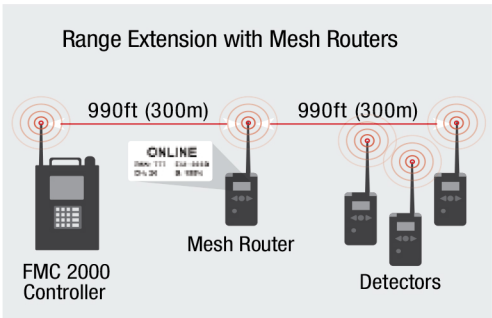 Range Extension with Mesh Routers
990ft (300m)
990ft (300m)
ONLINE
Mesh Router
FMC 2000
Controller
Detectors